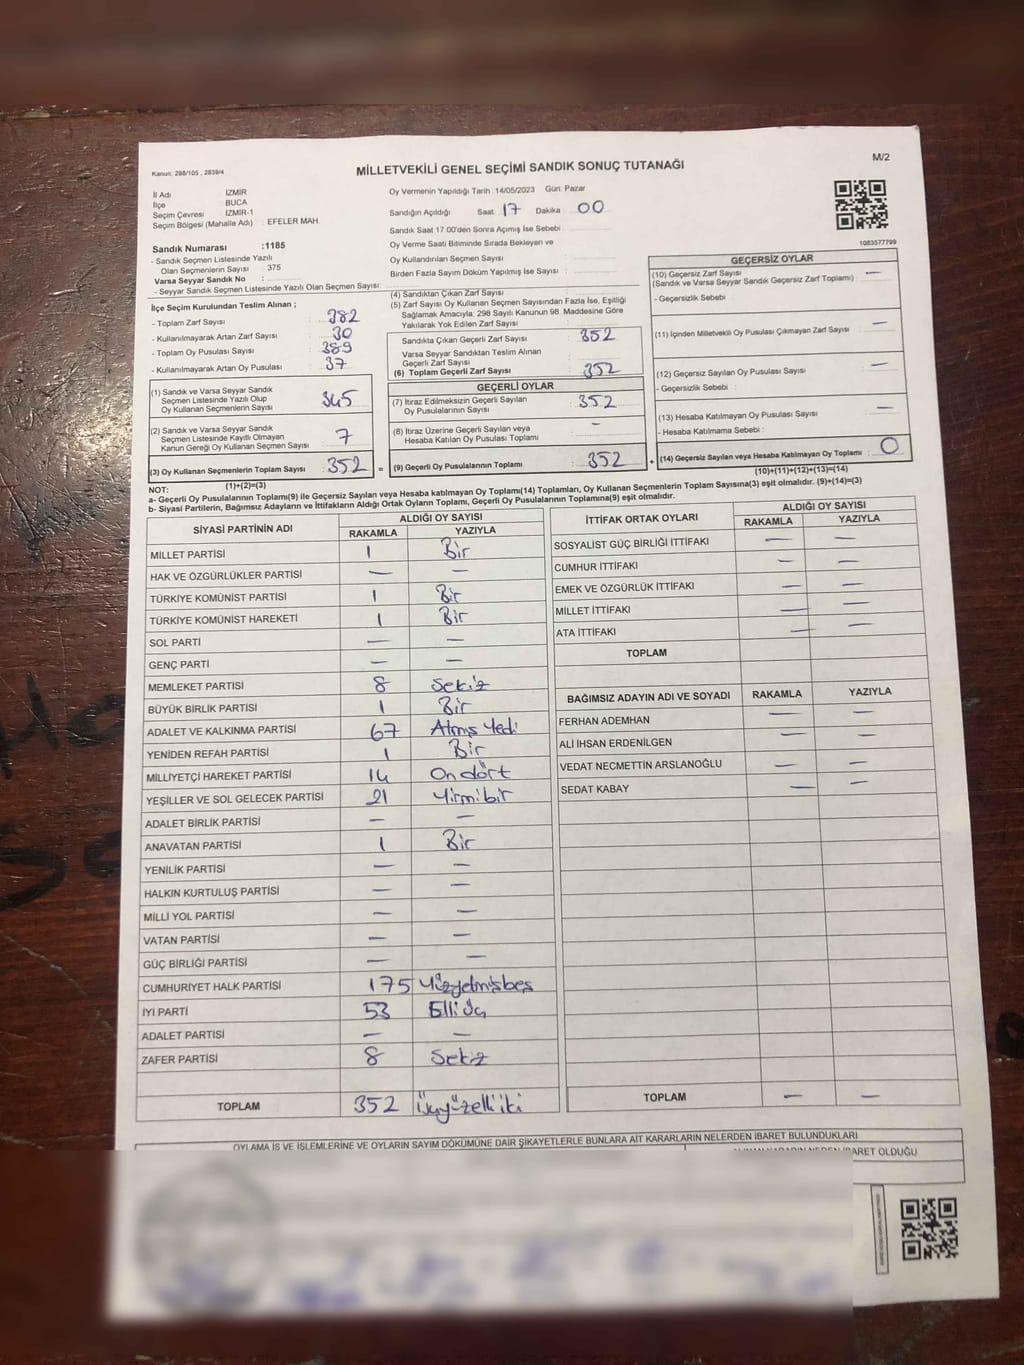 Kanun: 298/105 , 2839/4
MİLLETVEKİLİ GENEL SEÇİMİ SANDIK SONUÇ TUTANAĞI
M/2
İl Adı İZMİR
İlçe BUCA
Seçim Çevresi İZMİR-1
Seçim Bölgesi (Mahalle Adı) : EFELER MAH.
Sandık Numarası :1185
- Sandık Seçmen Listesinde Yazılı
Olan Seçmenlerin Sayısı 375
Varsa Seyyar Sandık No :
- Seyyar Sandık Seçmen Listesinde Yazılı Olan Seçmen Sayısı:
Oy Vermenin Yapıldığı Tarih : 14/05/2023 Gün: Pazar
Sandığın Açıldığı Saat 17 Dakika 00
Sandık Saat 17.00'den Sonra Açımış İse Sebebi :
Oy Verme Saati Bitiminde Sırada Bekleyen ve
Oy Kullandırılan Seçmen Sayısı :
Birden Fazla Sayım Döküm Yapılmış İse Sayısı :
1083577799
İlçe Seçim Kurulundan Teslim Alınan ;
- Toplam Zarf Sayısı : 382
- Kullanılmayarak Artan Zarf Sayısı : 30
- Toplam Oy Pusulası Sayısı : 389
- Kullanılmayarak Artan Oy Pusulası : 37
(1) Sandık ve Varsa Seyyar Sandık
Seçmen Listesinde Yazılı Olup
Oy Kullanan Seçmenlerin Sayısı : 345
(2) Sandık ve Varsa Seyyar Sandık
Seçmen Listesinde Kayıtlı Olmayan
Kanun Gereği Oy Kullanan Seçmen Sayısı : 7
(3) Oy Kullanan Seçmenlerin Toplam Sayısı : 352 =
(1)+(2)=(3)
(4) Sandıktan Çıkan Zarf Sayısı :
(5) Zarf Sayısı Oy Kullanan Seçmen Sayısından Fazla İse, Eşitliği
Sağlamak Amacıyla, 298 Sayılı Kanunun 98. Maddesine Göre
Yakılarak Yok Edilen Zarf Sayısı :
Sandıkta Çıkan Geçerli Zarf Sayısı : 352
Varsa Seyyar Sandıktan Teslim Alınan
Geçerli Zarf Sayısı
(6) Toplam Geçerli Zarf Sayısı : 352
GEÇERLİ OYLAR
(7) İtiraz Edilmeksizin Geçerli Sayılan
Oy Pusulalarının Sayısı : 352
(8) İtiraz Üzerine Geçerli Sayılan veya
Hesaba Katılan Oy Pusulası Toplamı : -
(9) Geçerli Oy Pusulalarının Toplamı : 352 +
GEÇERSİZ OYLAR
(10) Geçersiz Zarf Sayısı : —
(Sandık ve Varsa Seyyar Sandık Geçersiz Zarf Toplamı)
- Geçersizlik Sebebi
(11) İçinden Milletvekili Oy Pusulası Çıkmayan Zarf Sayısı : —
(12) Geçersiz Sayılan Oy Pusulası Sayısı : —
- Geçersizlik Sebebi :
(13) Hesaba Katılmayan Oy Pusulası Sayısı : —
- Hesaba Katılmama Sebebi :
(14) Geçersiz Sayılan veya Hesaba Katılmayan Oy Toplamı : 0
(10)+(11)+(12)+(13)=(14)
NOT:
a- Geçerli Oy Pusulalarının Toplamı(9) ile Geçersiz Sayılan veya Hesaba katılmayan Oy Toplamı(14) Toplamları, Oy Kullanan Seçmenlerin Toplam Sayısına(3) eşit olmalıdır. (9)+(14)=(3)
b- Siyasi Partilerin, Bağımsız Adayların ve İttifakların Aldığı Ortak Oyların Toplamı, Geçerli Oy Pusulalarının Toplamına(9) eşit olmalıdır.
SİYASİ PARTİNİN ADI ALDIĞI OY SAYISI
RAKAMLA YAZIYLA
MİLLET PARTİSİ 1 Bir
HAK VE ÖZGÜRLÜKLER PARTİSİ — —
TÜRKİYE KOMÜNİST PARTİSİ 1 Bir
TÜRKİYE KOMÜNİST HAREKETİ 1 Bir
SOL PARTİ — —
GENÇ PARTİ — —
MEMLEKET PARTİSİ 8 Sekiz
BÜYÜK BİRLİK PARTİSİ 1 Bir
ADALET VE KALKINMA PARTİSİ 67 Atmış Yedi
YENİDEN REFAH PARTİSİ 1 Bir
MİLLİYETÇİ HAREKET PARTİSİ 14 On dört
YEŞİLLER VE SOL GELECEK PARTİSİ 21 Yirmibir
ADALET BİRLİK PARTİSİ — —
ANAVATAN PARTİSİ 1 Bir
YENİLİK PARTİSİ — —
HALKIN KURTULUŞ PARTİSİ — —
MİLLİ YOL PARTİSİ — —
VATAN PARTİSİ — —
GÜÇ BİRLİĞİ PARTİSİ — —
CUMHURİYET HALK PARTİSİ 175 Yüzyetmişbeş
İYİ PARTİ 53 Elli üç
ADALET PARTİSİ — —
ZAFER PARTİSİ 8 Sekiz
TOPLAM 352 Üçyüzelli iki
İTTİFAK ORTAK OYLARI ALDIĞI OY SAYISI
RAKAMLA YAZIYLA
SOSYALİST GÜÇ BİRLİĞİ İTTİFAKI — —
CUMHUR İTTİFAKI — —
EMEK VE ÖZGÜRLÜK İTTİFAKI — —
MİLLET İTTİFAKI — —
ATA İTTİFAKI — —
TOPLAM
BAĞIMSIZ ADAYIN ADI VE SOYADI RAKAMLA YAZIYLA
FERHAN ADEMHAN — —
ALİ İHSAN ERDENİLGEN — —
VEDAT NECMETTİN ARSLANOĞLU — —
SEDAT KABAY — —
TOPLAM — —
OYLAMA İŞ VE İŞLEMLERİNE VE OYLARIN SAYIM DÖKÜMÜNE DAİR ŞİKAYETLERLE BUNLARA AİT KARARLARIN NELERDEN İBARET BULUNDUKLARI